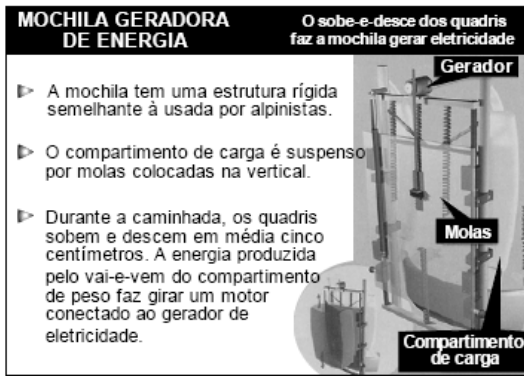 MOCHILA GERADORA
DE ENERGIA
O sobe-e-desce dos quadris
faz a mochila gerar eletricidade
A mochila tem uma estrutura rígida
semelhante à usada por alpinistas.
O compartimento de carga é suspenso
por molas colocadas na vertical.
Durante a caminhada, os quadris
sobem e descem em média cinco
centímetros. A energia produzida
pelo vai-e-vem do compartimento
de peso faz girar um motor
conectado ao gerador de
eletricidade.
Gerador
Molas
Compartimento
de carga